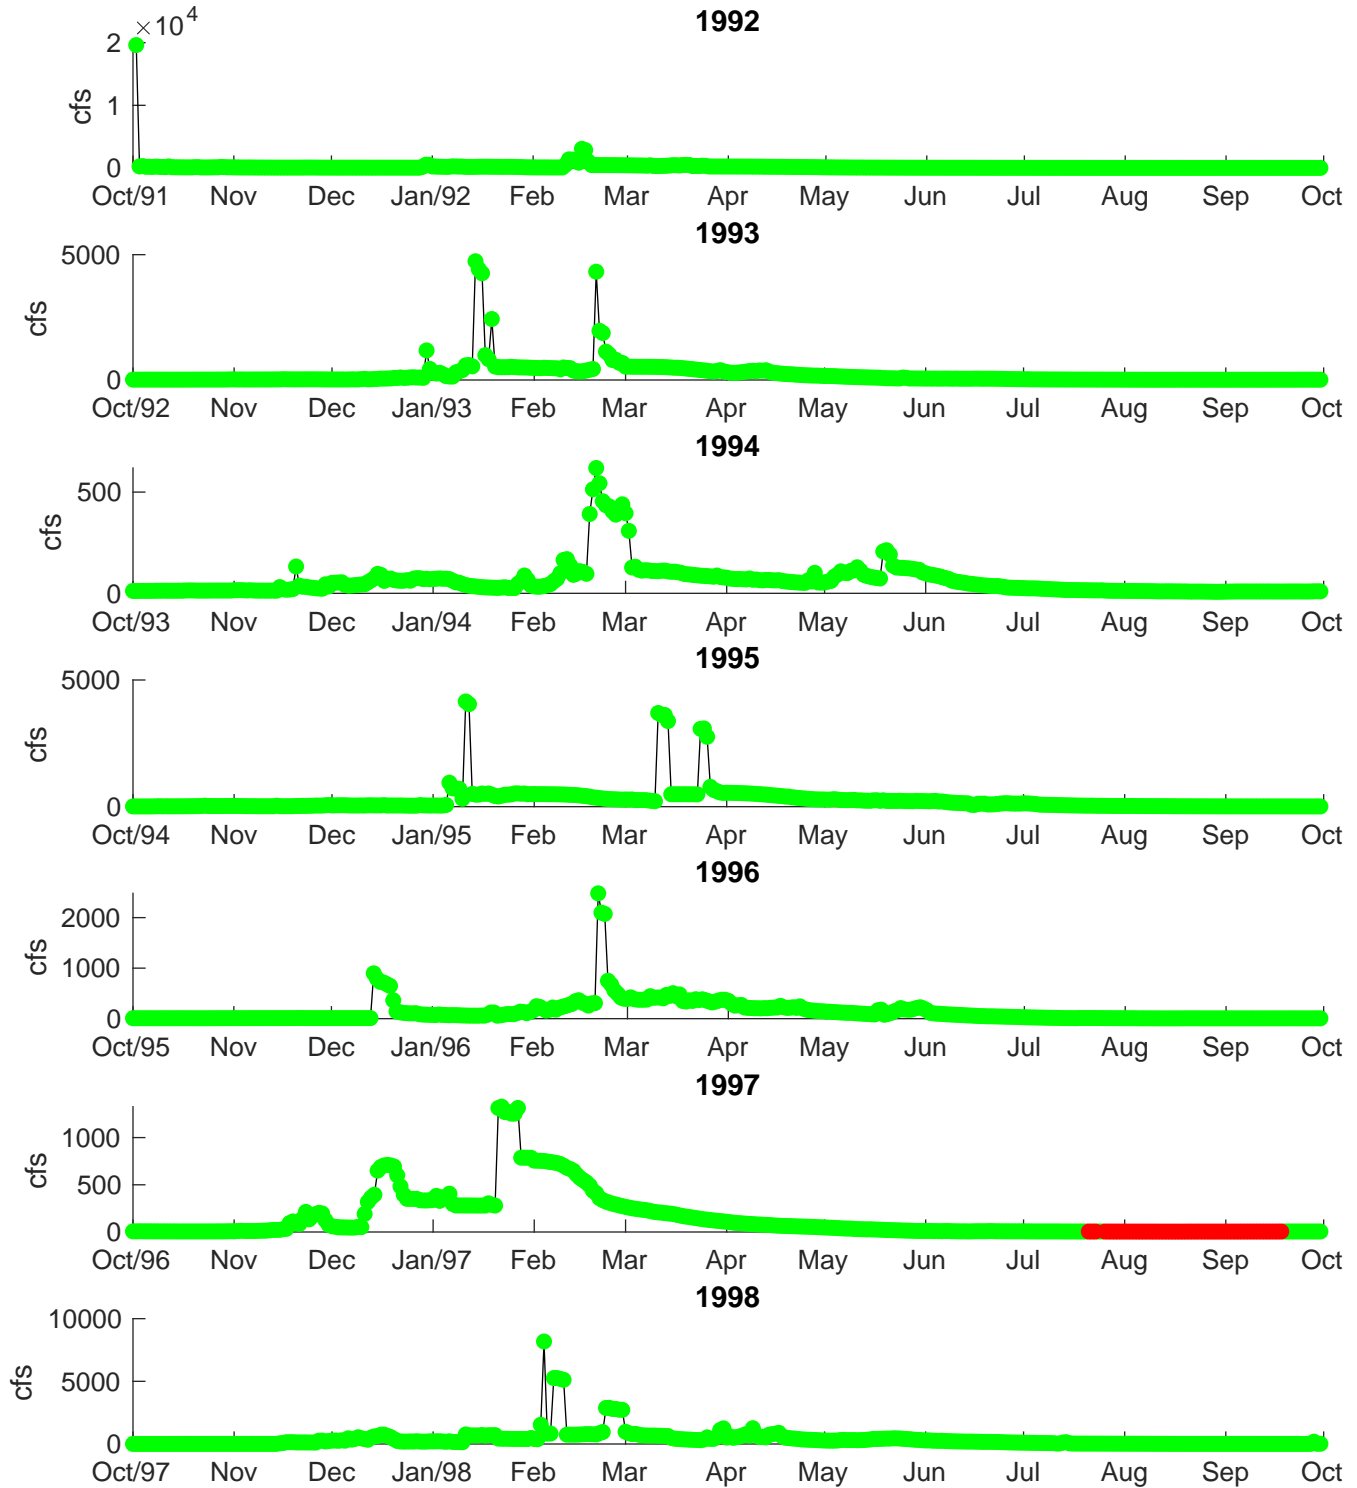 1992
×10^4
2
1
0
cfs
Oct/91 Nov Dec Jan/92 Feb Mar Apr May Jun Jul Aug Sep Oct
1993
5000
0
cfs
Oct/92 Nov Dec Jan/93 Feb Mar Apr May Jun Jul Aug Sep Oct
1994
500
0
cfs
Oct/93 Nov Dec Jan/94 Feb Mar Apr May Jun Jul Aug Sep Oct
1995
5000
0
cfs
Oct/94 Nov Dec Jan/95 Feb Mar Apr May Jun Jul Aug Sep Oct
1996
2000
1000
0
cfs
Oct/95 Nov Dec Jan/96 Feb Mar Apr May Jun Jul Aug Sep Oct
1997
1000
500
0
cfs
Oct/96 Nov Dec Jan/97 Feb Mar Apr May Jun Jul Aug Sep Oct
1998
10000
5000
0
cfs
Oct/97 Nov Dec Jan/98 Feb Mar Apr May Jun Jul Aug Sep Oct